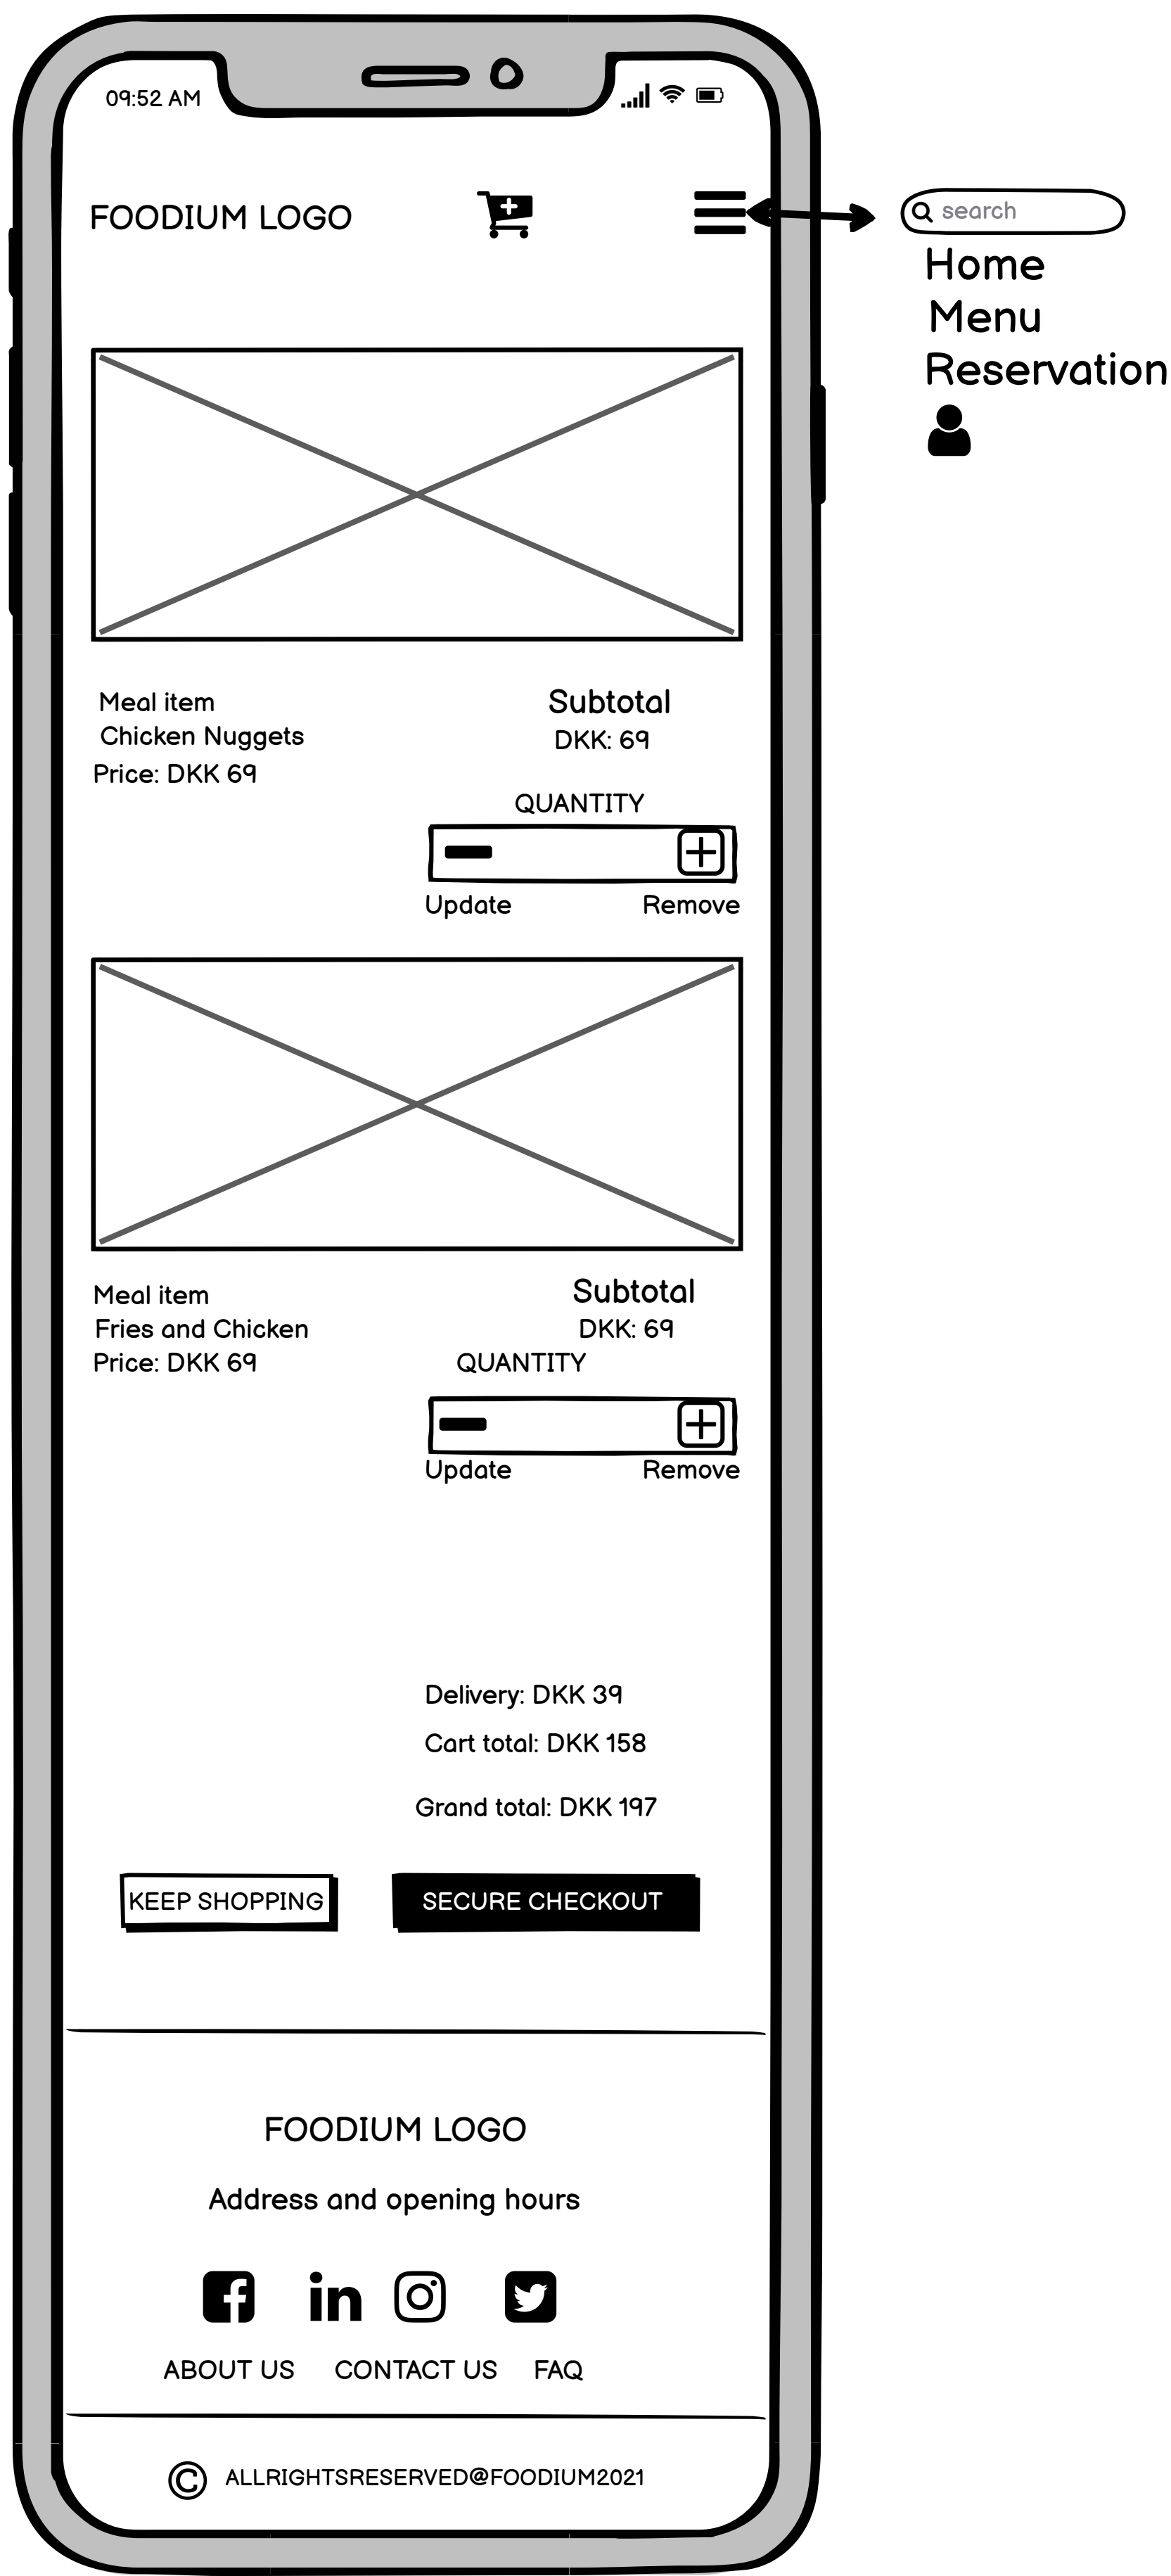 09:52 AM
FOODIUM LOGO
search
Home
Menu
Reservation
Meal item
Chicken Nuggets
Price: DKK 69
Subtotal
DKK: 69
QUANTITY
Update Remove
Meal item
Fries and Chicken
Price: DKK 69
Subtotal
DKK: 69
QUANTITY
Update Remove
Delivery: DKK 39
Cart total: DKK 158
Grand total: DKK 197
KEEP SHOPPING SECURE CHECKOUT
FOODIUM LOGO
Address and opening hours
in
ABOUT US CONTACT US FAQ
© ALLRIGHTSRESERVED@FOODIUM2021